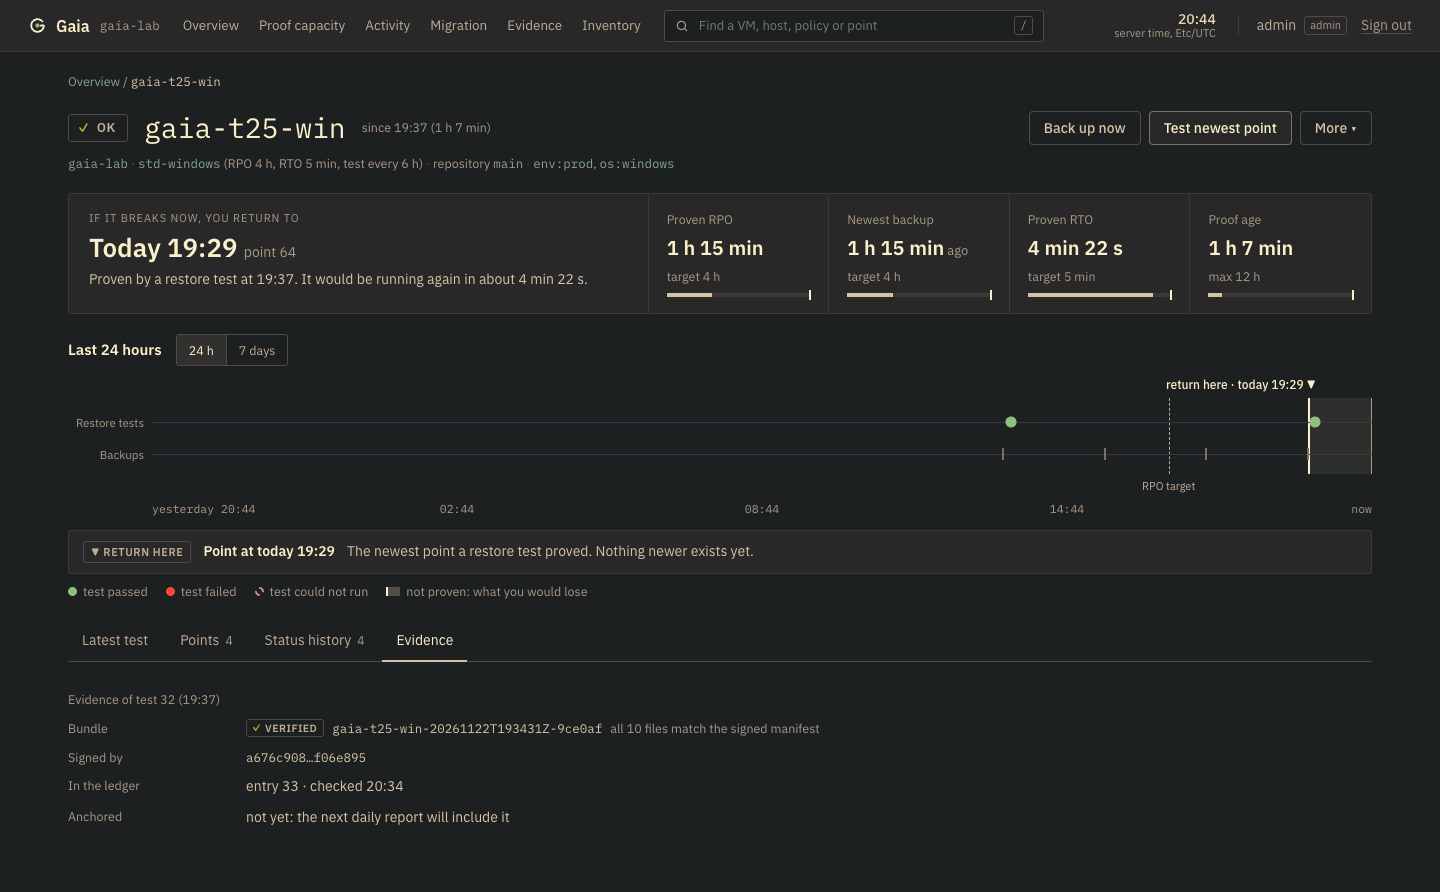 Gaia gaia-lab Overview Proof capacity Activity Migration Evidence Inventory Find a VM, host, policy or point / 20:44 server time, Etc/UTC admin admin Sign out
Overview / gaia-t25-win
✓ OK gaia-t25-win since 19:37 (1 h 7 min) Back up now Test newest point More ▾
gaia-lab · std-windows (RPO 4 h, RTO 5 min, test every 6 h) · repository main · env:prod, os:windows
IF IT BREAKS NOW, YOU RETURN TO
Today 19:29 point 64
Proven by a restore test at 19:37. It would be running again in about 4 min 22 s.
Proven RPO
1 h 15 min
target 4 h
Newest backup
1 h 15 min ago
target 4 h
Proven RTO
4 min 22 s
target 5 min
Proof age
1 h 7 min
max 12 h
Last 24 hours 24 h 7 days
return here · today 19:29 ▼
Restore tests
Backups
RPO target
yesterday 20:44 02:44 08:44 14:44 now
▼ RETURN HERE Point at today 19:29 The newest point a restore test proved. Nothing newer exists yet.
test passed test failed test could not run not proven: what you would lose
Latest test Points 4 Status history 4 Evidence
Evidence of test 32 (19:37)
Bundle ✓ VERIFIED gaia-t25-win-20261122T193431Z-9ce0af all 10 files match the signed manifest
Signed by a676c908…f06e895
In the ledger entry 33 · checked 20:34
Anchored not yet: the next daily report will include it